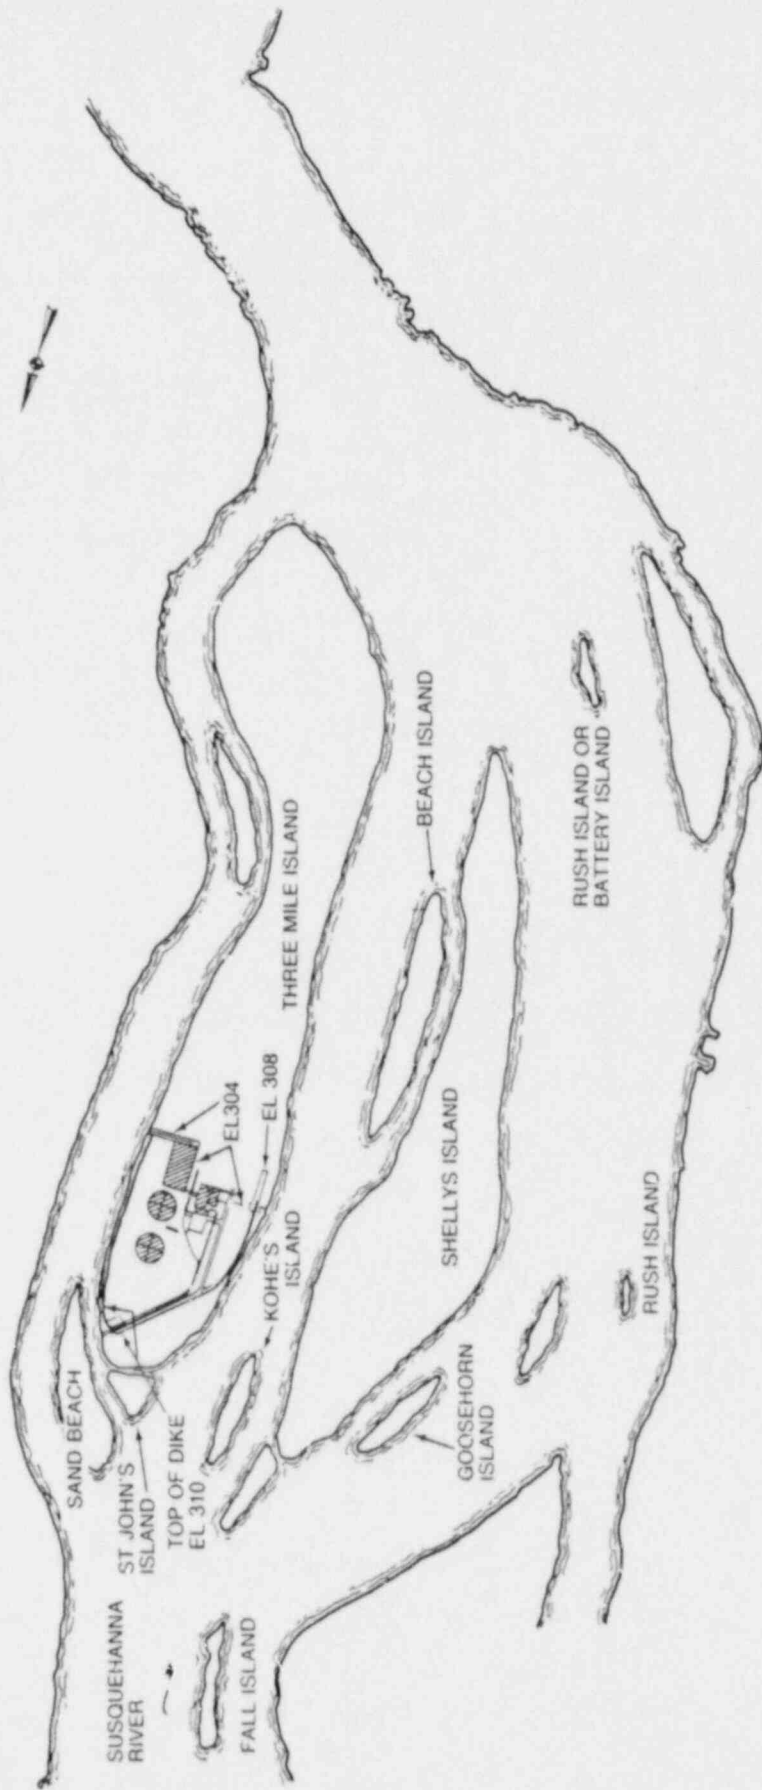 SUSQUEHANNA
RIVER
FALL ISLAND
SAND BEACH
ST JOHN'S
ISLAND
TOP OF DIKE
EL 310
KOHE'S
ISLAND
GOOSEHORN
ISLAND
EL304
EL 308
THREE MILE ISLAND
SHELLYS ISLAND
RUSH ISLAND
BEACH ISLAND
RUSH ISLAND OR
BATTERY ISLAND